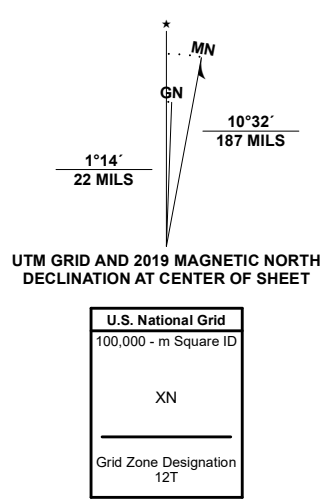 ★
MN
GN
10°32´
187 MILS
1°14´
22 MILS
UTM GRID AND 2019 MAGNETIC NORTH
DECLINATION AT CENTER OF SHEET
U.S. National Grid
100,000 - m Square ID
XN
Grid Zone Designation
12T